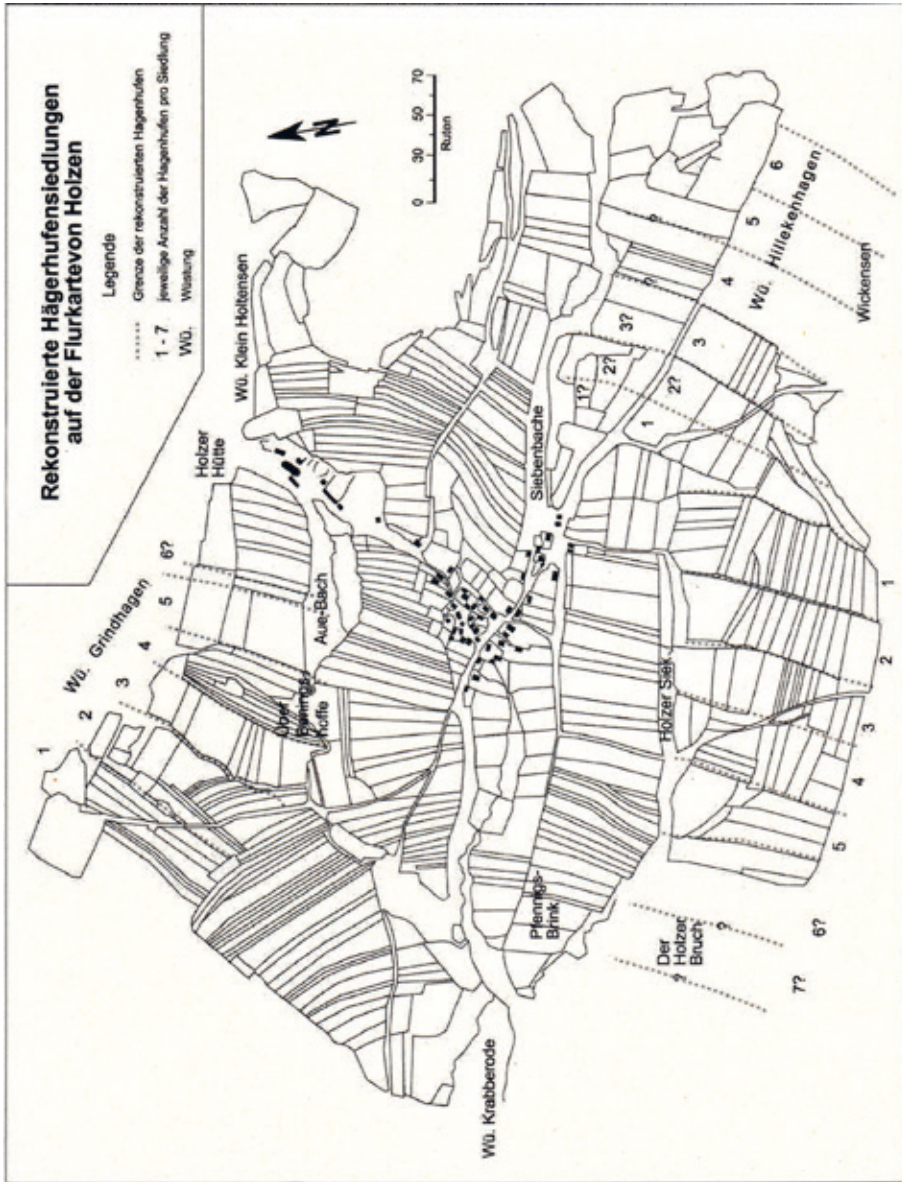 Rekonstruierte Hägerhufensiedlungen
auf der Flurkartevon Holzen
Legende
Grenze der rekonstruierten Hagenhufen
1 - 7 jeweilige Anzahl der Hagenhufen pro Siedlung
Wü. Wüstung
N
0 30 50 70
Ruten
Wü. Grindhagen
1
2
3
4
5
6?
Holzer
Hütte
Wü. Klein Holtensen
Aue-Bach
Über
hoffe
Siebenbache
1?
2?
3?
?
?
1
2?
3
4
5
6
Wü. Hillekenhagen
Wickensen
Wü. Krabberode
Pfennigs-
Brink
Holzer Siek
Der
Holzer
Bruch
?
?
1
2
3
4
5
6?
7?